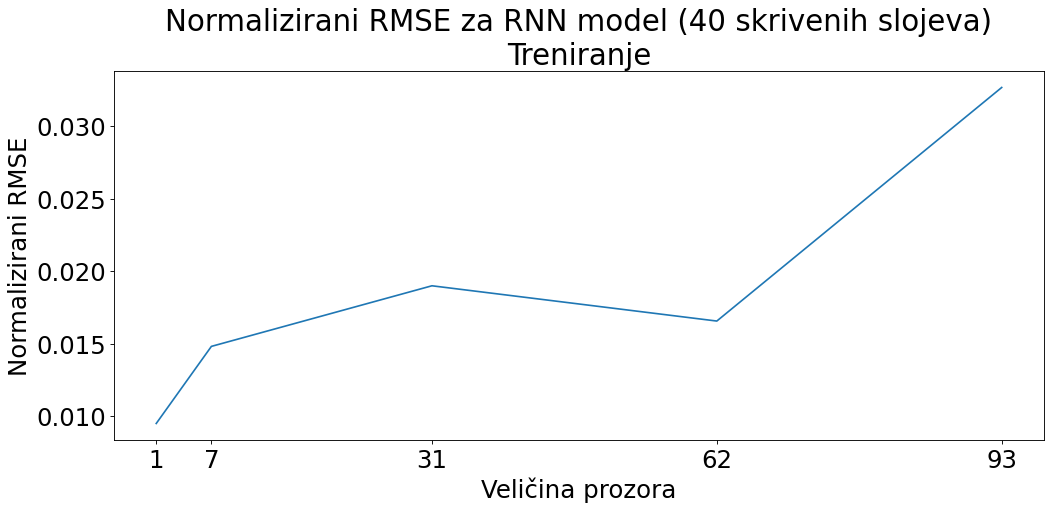 Normalizirani RMSE za RNN model (40 skrivenih slojeva)
Treniranje
Normalizirani RMSE
0.030
0.025
0.020
0.015
0.010
1 7 31 62 93
Veličina prozora